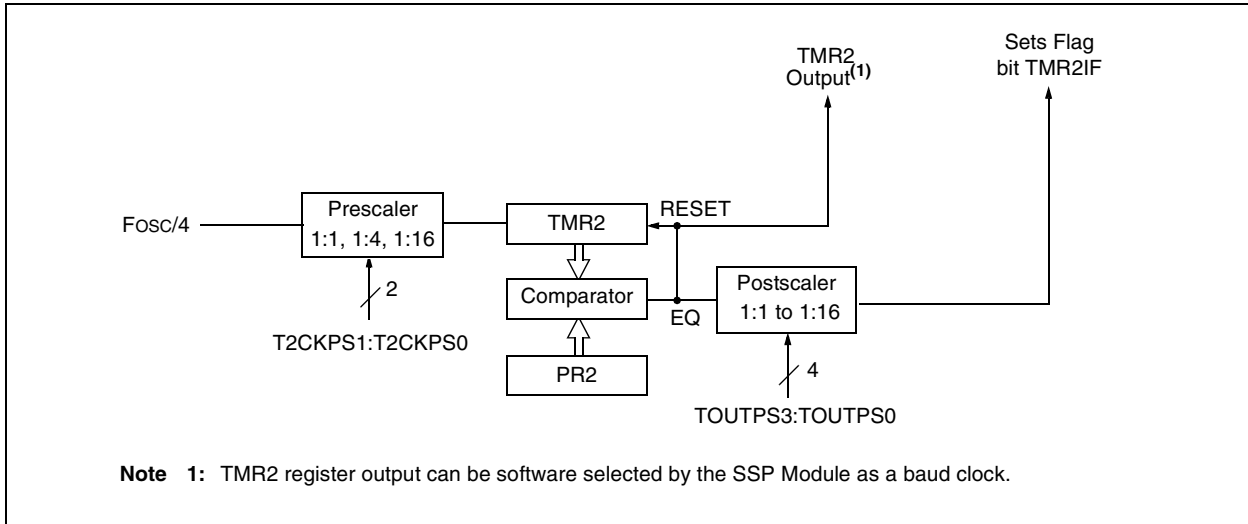 TMR2
Output(1)
Sets Flag
bit TMR2IF
FOSC/4
Prescaler
1:1, 1:4, 1:16
2
T2CKPS1:T2CKPS0
TMR2
RESET
Comparator
EQ
PR2
Postscaler
1:1 to 1:16
4
TOUTPS3:TOUTPS0
Note 1: TMR2 register output can be software selected by the SSP Module as a baud clock.